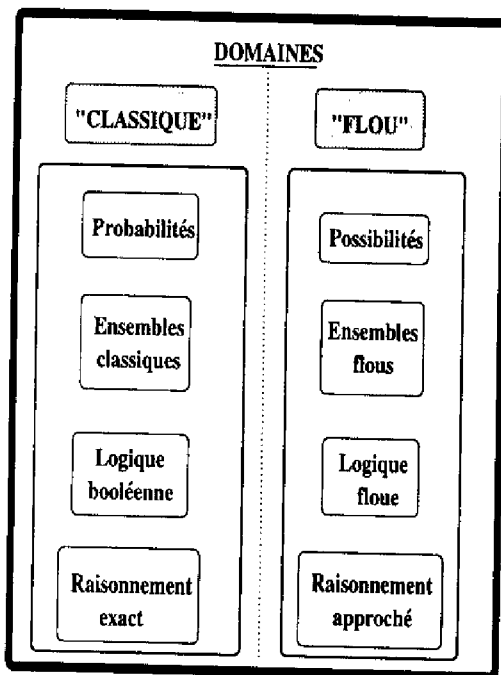 DOMAINES
"CLASSIQUE"
"FLOU"
Probabilités
Ensembles
classiques
Logique
booléenne
Raisonnement
exact
Possibilités
Ensembles
flous
Logique
floue
Raisonnement
approché